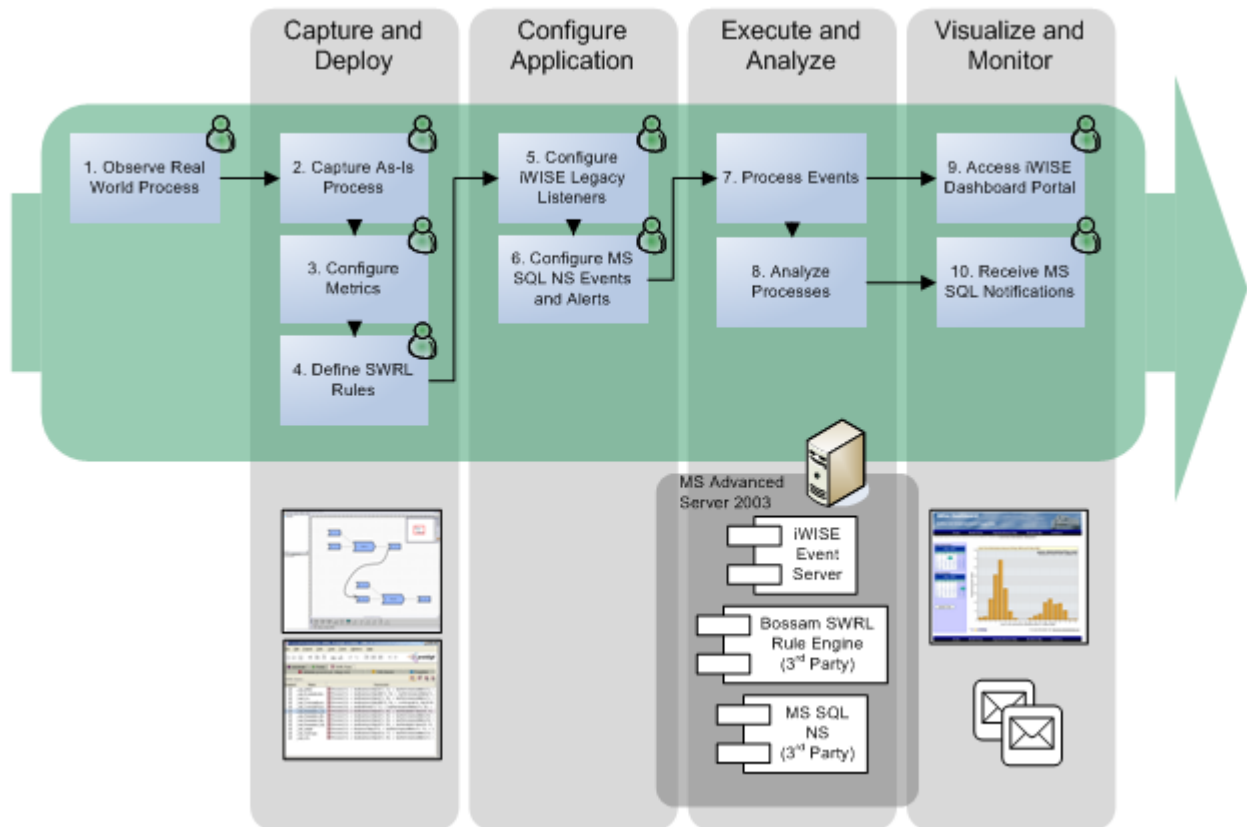 Capture and
Deploy
Configure
Application
Execute and
Analyze
Visualize and
Monitor
1. Observe Real
World Process
2. Capture As-Is
Process
3. Configure
Metrics
4. Define SWRL
Rules
5. Configure
iWISE Legacy
Listeners
6. Configure MS
SQL NS Events
and Alerts
7. Process Events
8. Analyze
Processes
9. Access iWISE
Dashboard Portal
10. Receive MS
SQL Notifications
MS Advanced
Server 2003
iWISE
Event
Server
Bossam SWRL
Rule Engine
(3rd Party)
MS SQL
NS
(3rd Party)